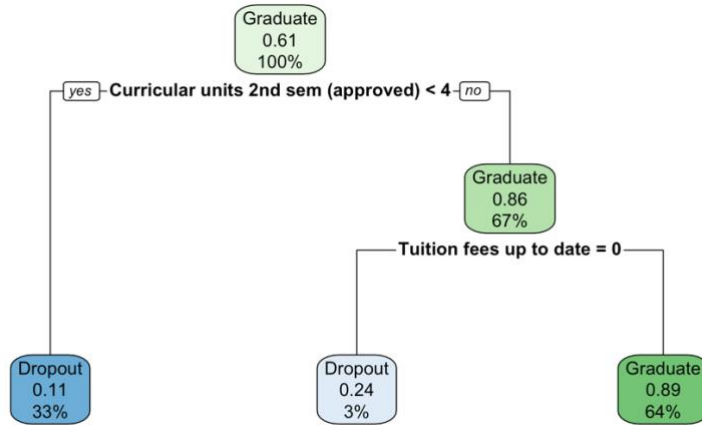 Graduate
0.61
100%
yes Curricular units 2nd sem (approved) < 4 no
Graduate
0.86
67%
Tuition fees up to date = 0
Dropout
0.11
33%
Dropout
0.24
3%
Graduate
0.89
64%